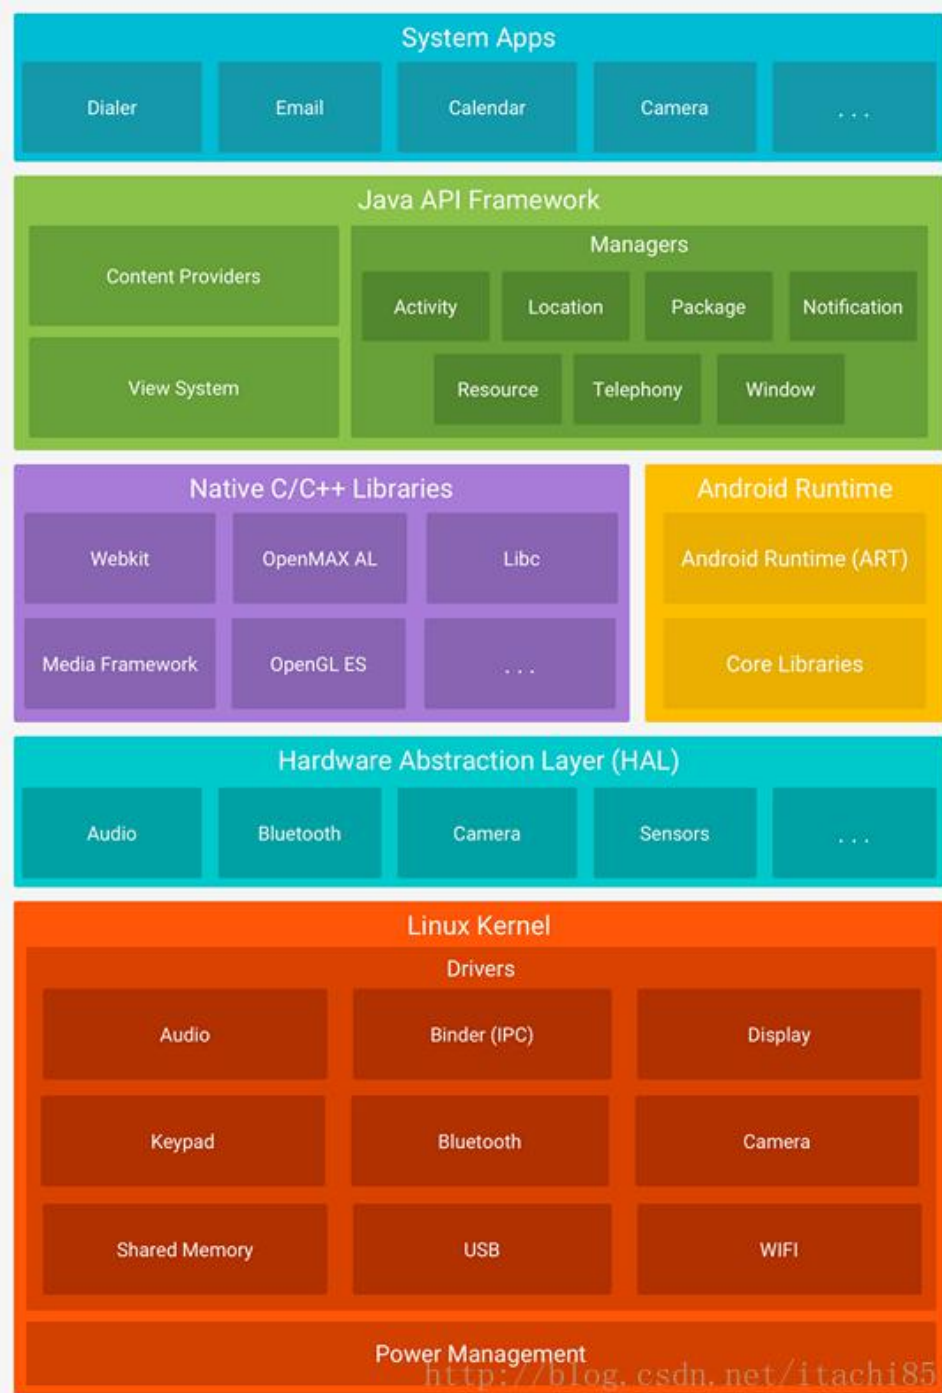 System Apps
Dialer
Email
Calendar
Camera
...
Java API Framework
Content Providers
View System
Managers
Activity
Location
Package
Notification
Resource
Telephony
Window
Native C/C++ Libraries
Webkit
OpenMAX AL
Libc
Media Framework
OpenGL ES
...
Android Runtime
Android Runtime (ART)
Core Libraries
Hardware Abstraction Layer (HAL)
Audio
Bluetooth
Camera
Sensors
...
Linux Kernel
Drivers
Audio
Binder (IPC)
Display
Keypad
Bluetooth
Camera
Shared Memory
USB
WIFI
Power Management
http://blog.csdn.net/itachi85